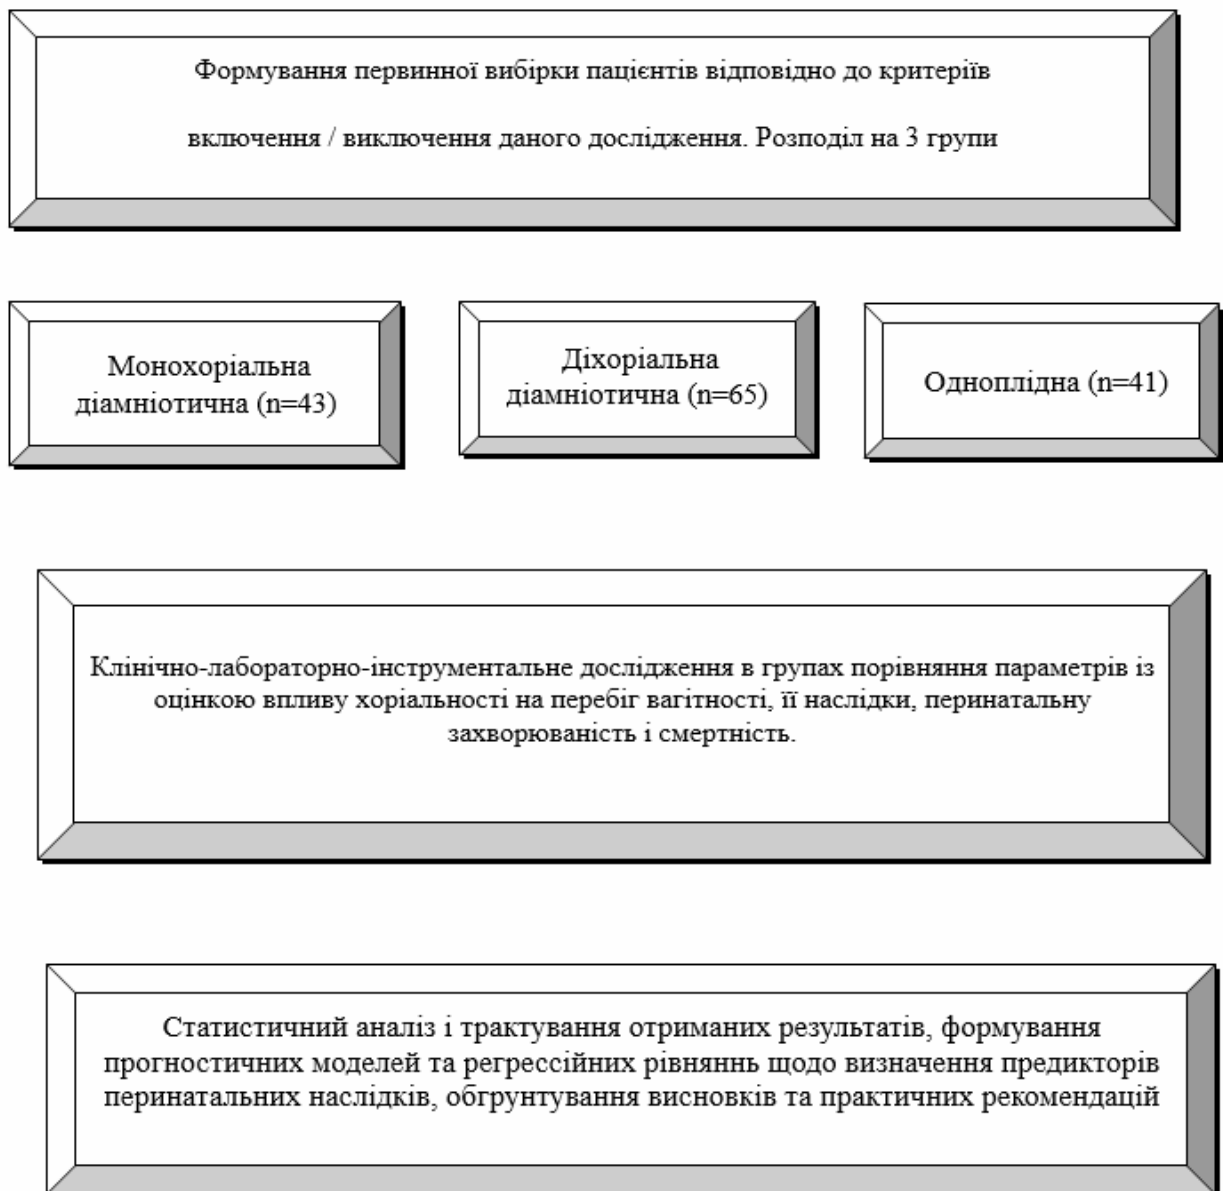 Формування первинної вибірки пацієнтів відповідно до критеріїв
включення / виключення даного дослідження. Розподіл на 3 групи
Монохоріальна
діамніотична (n=43)
Діхоріальна
діамніотична (n=65)
Одноплідна (n=41)
Клінічно-лабораторно-інструментальне дослідження в групах порівняння параметрів із
оцінкою впливу хоріальності на перебіг вагітності, її наслідки, перинатальну
захворюваність і смертність.
Статистичний аналіз і трактування отриманих результатів, формування
прогностичних моделей та регрессійних рівняннь щодо визначення предикторів
перинатальних наслідків, обгрунтування висновків та практичних рекомендацій